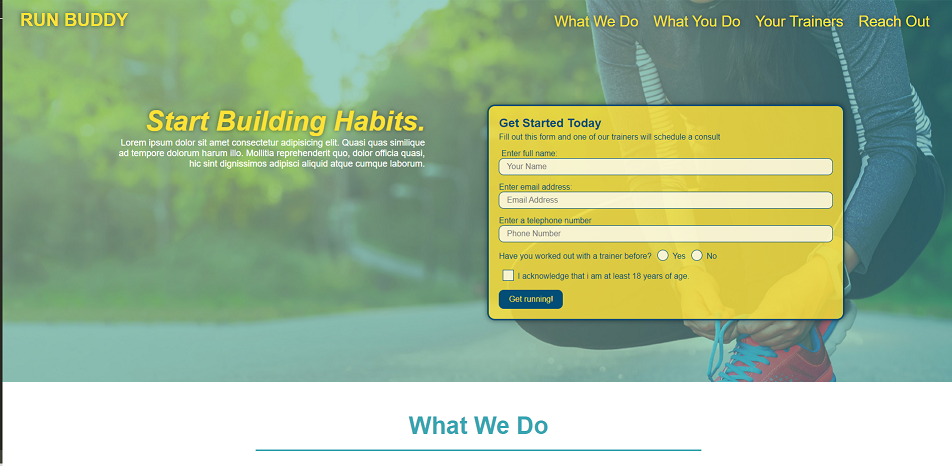 RUN BUDDY
What We Do What You Do Your Trainers Reach Out
Start Building Habits.
Lorem ipsum dolor sit amet consectetur adipisicing elit. Quasi quas similique
ad tempore dolorum harum illo. Mollitia reprehenderit quo, dolor officia quasi,
hic sint dignissimos adipisci aliquid atque cumque laborum.
Get Started Today
Fill out this form and one of our trainers will schedule a consult
Enter full name:
Your Name
Enter email address:
Email Address
Enter a telephone number
Phone Number
Have you worked out with a trainer before? Yes No
I acknowledge that i am at least 18 years of age.
Get running!
What We Do